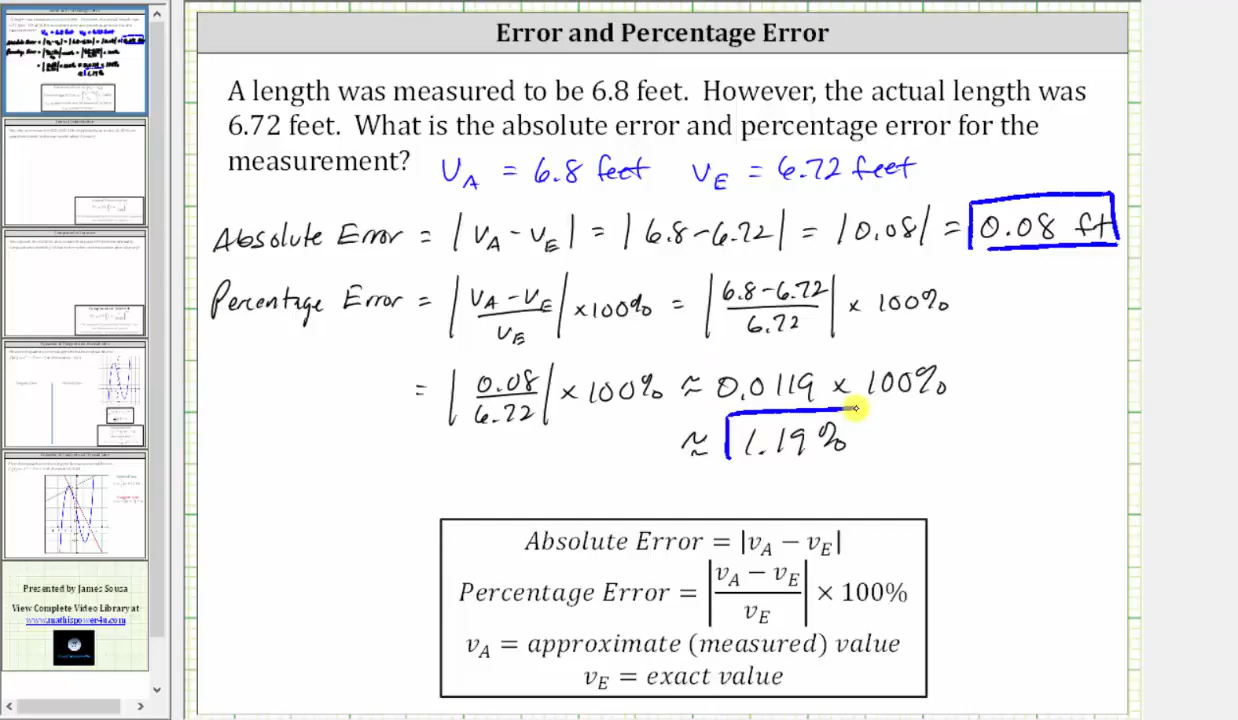 Error and Percentage Error
A length was measured to be 6.8 feet. However, the actual length was
6.72 feet. What is the absolute error and percentage error for the
measurement? V_A = 6.8 feet V_E = 6.72 feet
Absolute Error = |V_A - V_E| = |6.8-6.72| = |0.08| = 0.08 ft
Percentage Error = |(V_A - V_E)/V_E| × 100% = |(6.8-6.72)/6.72| × 100%
= |0.08/6.72| × 100% ≈ 0.0119 × 100%
≈ 1.19%
Absolute Error = |v_A − v_E|
Percentage Error = |(v_A − v_E)/v_E| × 100%
v_A = approximate (measured) value
v_E = exact value
Presented by James Sousa
View Complete Video Library at
www.mathispower4u.com